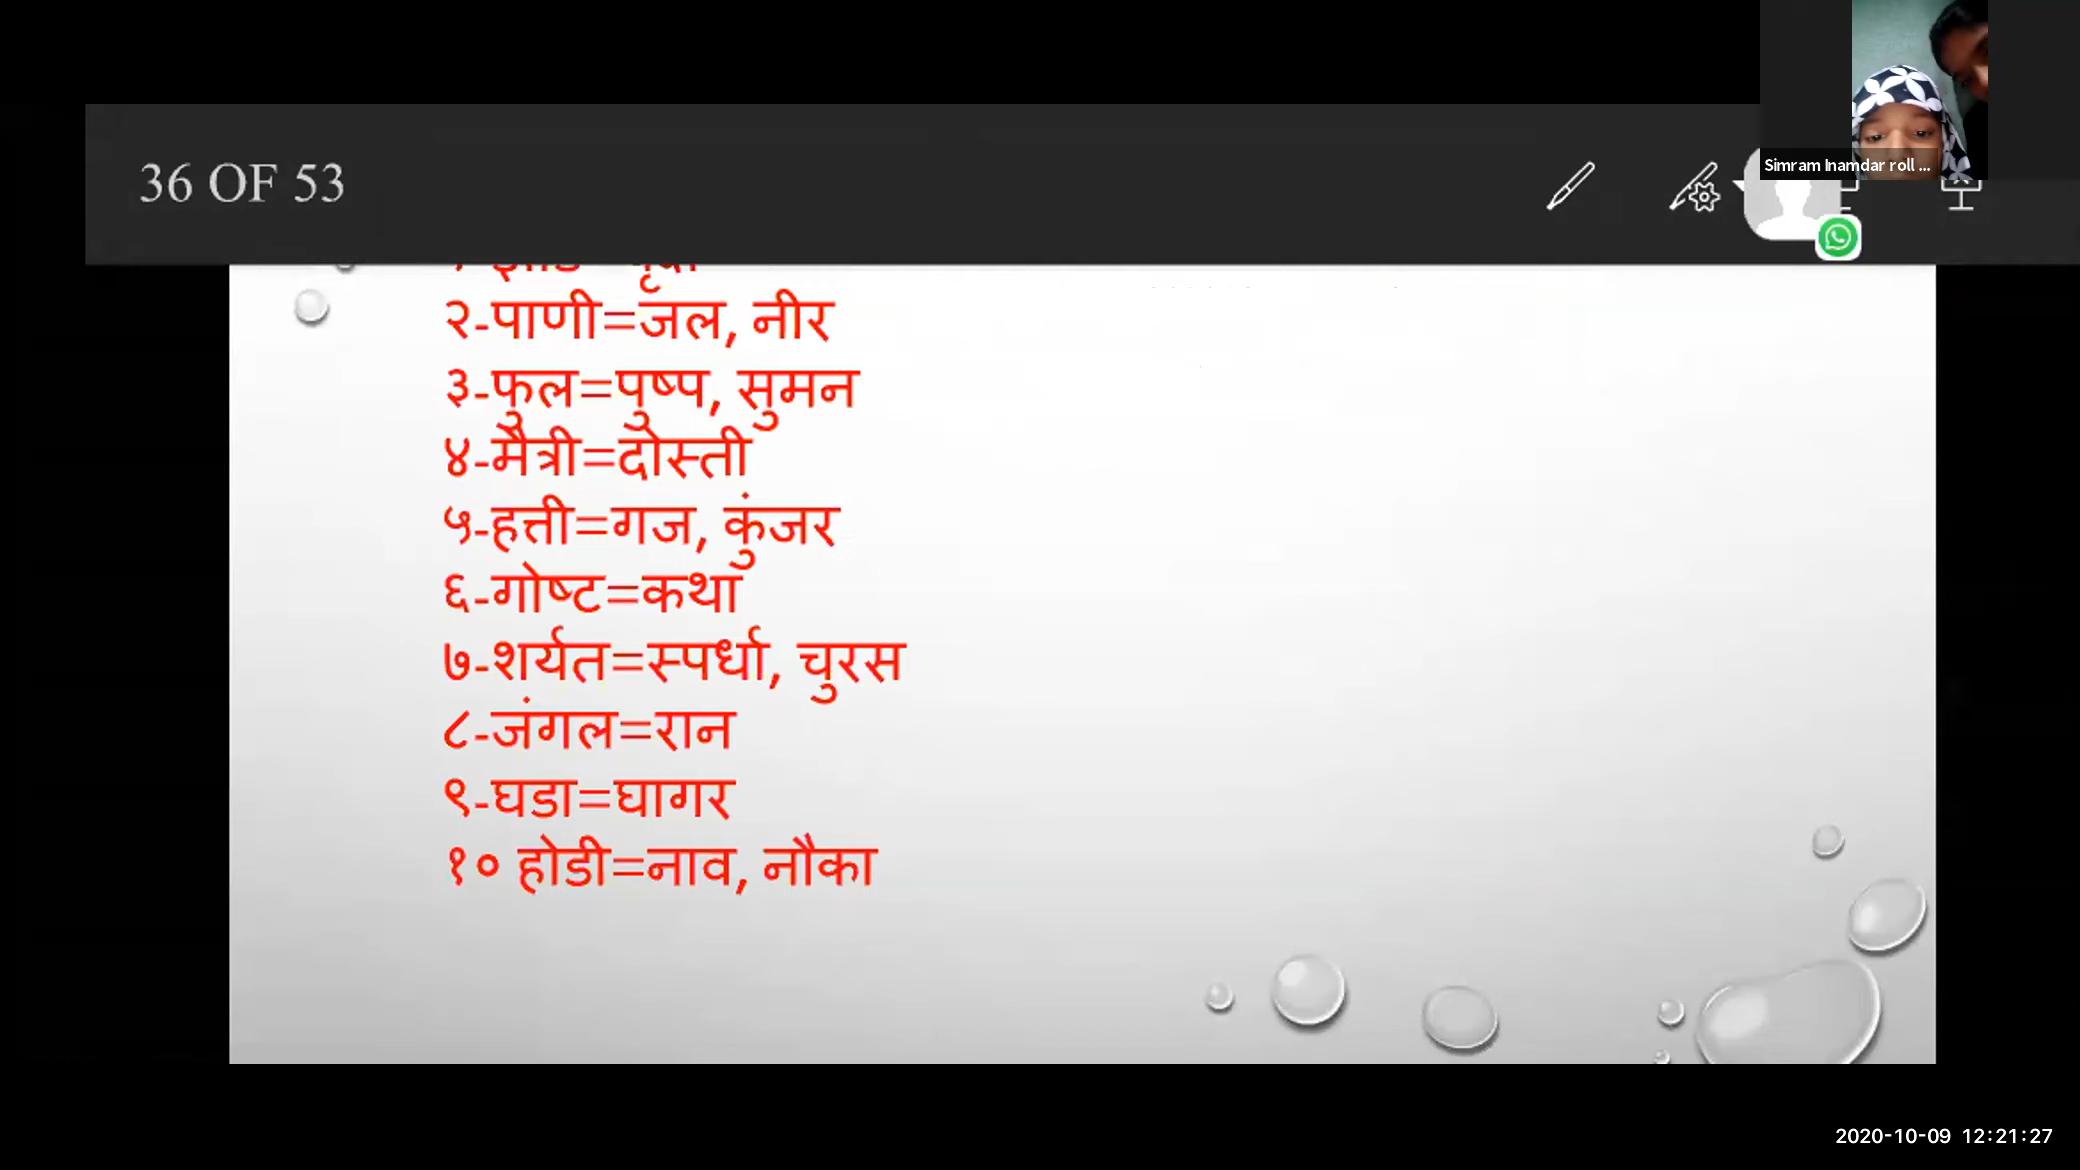 Simram Inamdar roll ...
36 OF 53
२-पाणी=जल, नीर
३-फुल=पुष्प, सुमन
४-मैत्री=दोस्ती
५-हत्ती=गज, कुंजर
६-गोष्ट=कथा
७-शर्यत=स्पर्धा, चुरस
८-जंगल=रान
९-घडा=घागर
१० होडी=नाव, नौका
2020-10-09 12:21:27